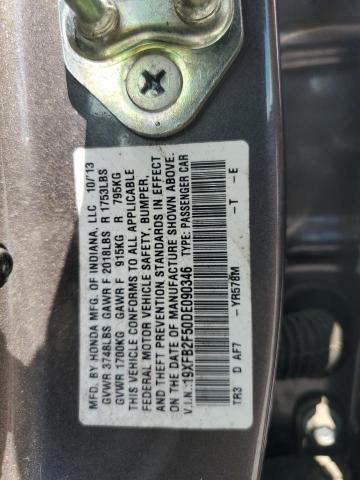 MFD. BY HONDA MFG. OF INDIANA, LLC 10/13
GVWR 3748LBS GAWR F 2018LBS R 1753LBS
GVWR 1700KG GAWR F 915KG R 795KG
THIS VEHICLE CONFORMS TO ALL APPLICABLE
FEDERAL MOTOR VEHICLE SAFETY, BUMPER,
AND THEFT PREVENTION STANDARDS IN EFFECT
ON THE DATE OF MANUFACTURE SHOWN ABOVE.
V.I.N.: 19XFB2F50DE090346 TYPE: PASSENGER CAR
-YR578M -T -E
TR3 D AF7